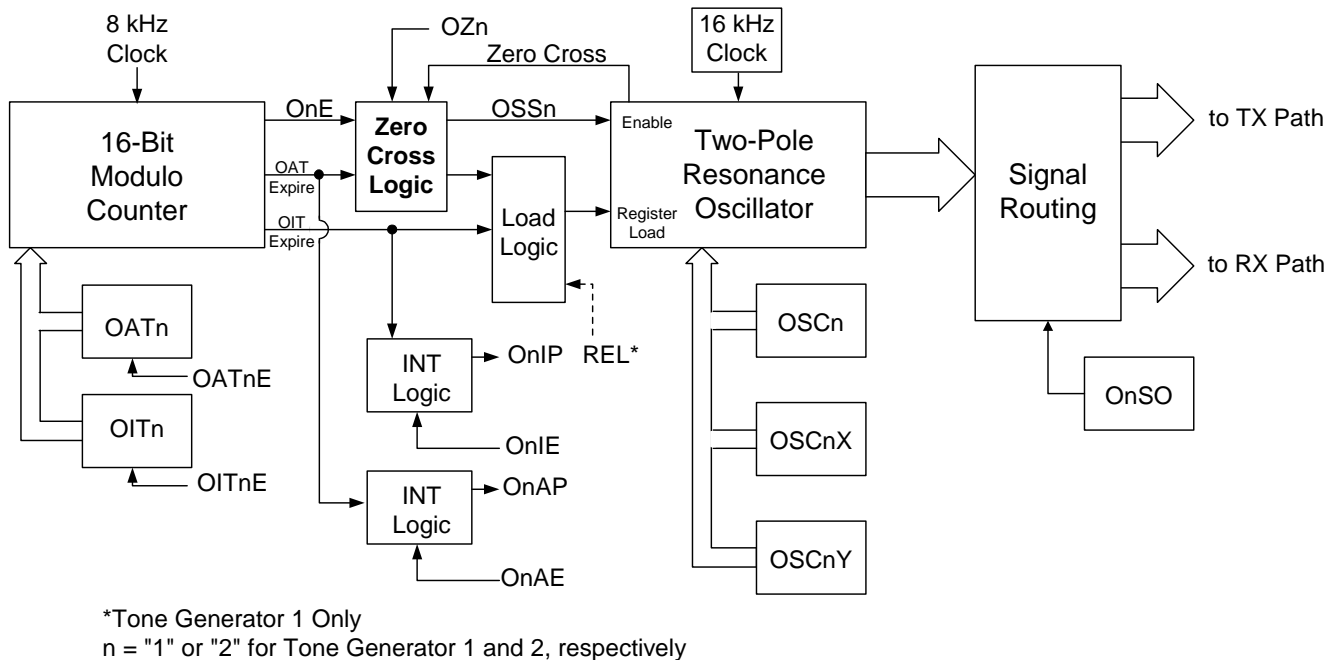 8 kHz
Clock
OZn
16 kHz
Clock
Zero Cross
OnE
OSSn
16-Bit
Modulo
Counter
OAT
Expire
OIT
Expire
Zero
Cross
Logic
Load
Logic
Enable
Register
Load
Two-Pole
Resonance
Oscillator
Signal
Routing
to TX Path
to RX Path
OATn
OATnE
OITn
OITnE
INT
Logic
OnIP
REL*
OnIE
INT
Logic
OnAP
OnAE
OSCn
OSCnX
OSCnY
OnSO
*Tone Generator 1 Only
n = "1" or "2" for Tone Generator 1 and 2, respectively